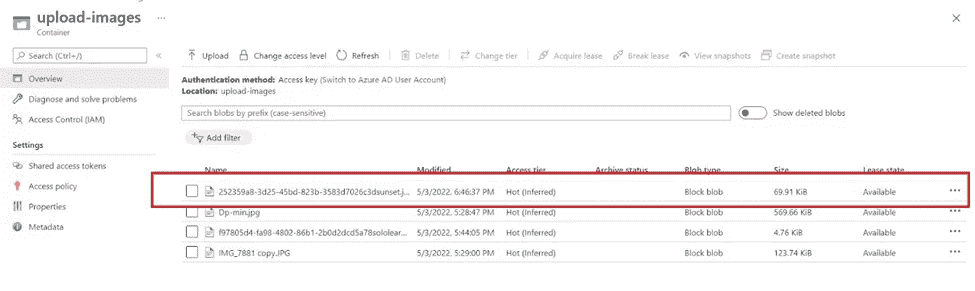 upload-images ...
Container
Search (Ctrl+/)
«
Overview
Diagnose and solve problems
Access Control (IAM)
Settings
Shared access tokens
Access policy
Properties
Metadata
Upload Change access level Refresh Delete Change tier Acquire lease Break lease View snapshots Create snapshot
Authentication method: Access key (Switch to Azure AD User Account)
Location: upload-images
Search blobs by prefix (case-sensitive)
Show deleted blobs
Add filter
Name Modified Access tier Archive status Blob type Size Lease state
252359a8-3d25-45bd-823b-3583d7026c3dsunset.j... 5/3/2022, 6:46:37 PM Hot (Inferred) Block blob 69.91 KiB Available ...
Dp-min.jpg 5/3/2022, 5:28:47 PM Hot (Inferred) Block blob 569.66 KiB Available ...
f97805d4-fa98-4802-86b1-2b0d2dcd5a78sololear... 5/3/2022, 5:44:05 PM Hot (Inferred) Block blob 4.76 KiB Available ...
IMG_7881 copy.JPG 5/3/2022, 5:29:00 PM Hot (Inferred) Block blob 123.74 KiB Available ...